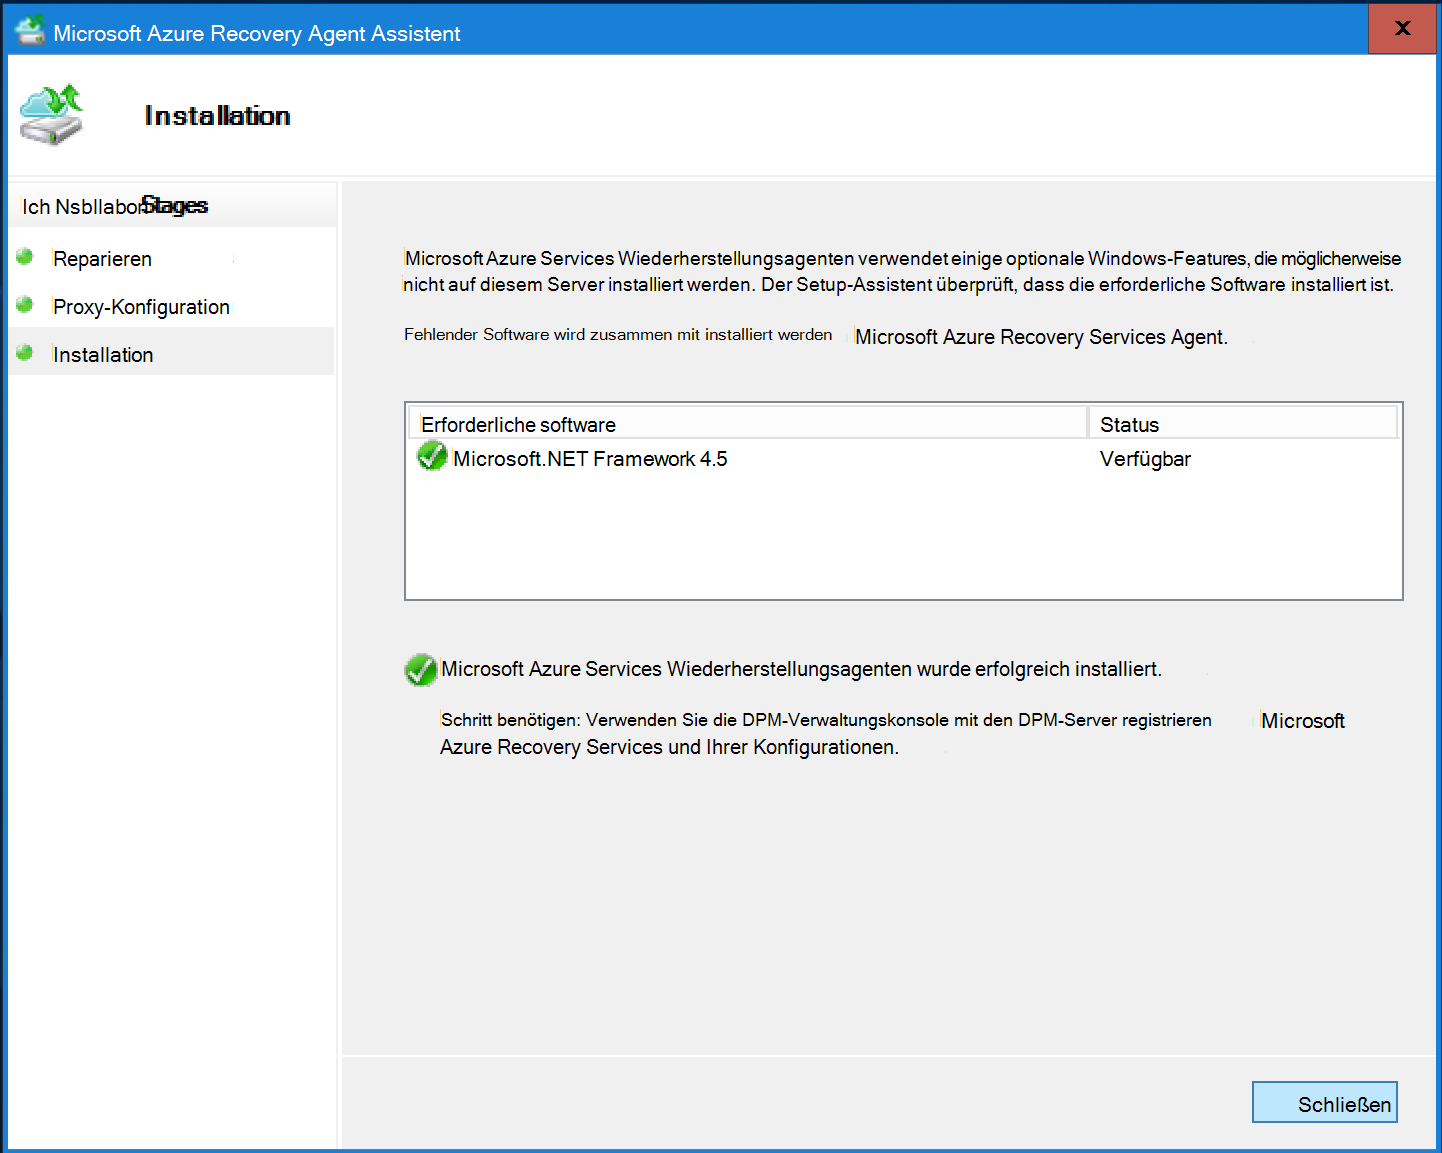 Microsoft Azure Recovery Agent Assistent
x
Installation
Ich Nsbllabon Stages
Reparieren
Proxy-Konfiguration
Installation
Microsoft Azure Services Wiederherstellungsagenten verwendet einige optionale Windows-Features, die möglicherweise
nicht auf diesem Server installiert werden. Der Setup-Assistent überprüft, dass die erforderliche Software installiert ist.
Fehlender Software wird zusammen mit installiert werden Microsoft Azure Recovery Services Agent.
Erforderliche software Status
Microsoft.NET Framework 4.5 Verfügbar
Microsoft Azure Services Wiederherstellungsagenten wurde erfolgreich installiert.
Schritt benötigen: Verwenden Sie die DPM-Verwaltungskonsole mit den DPM-Server registrieren Microsoft
Azure Recovery Services und Ihrer Konfigurationen.
Schließen